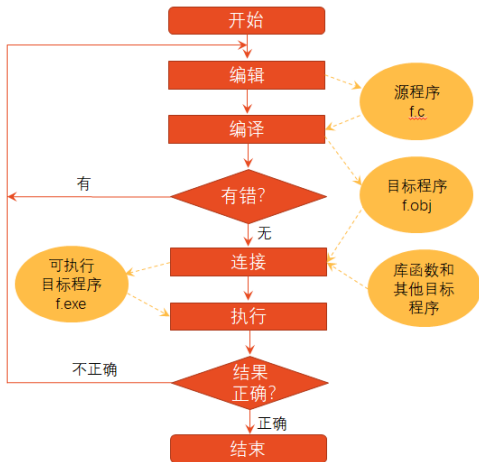 开始
编辑
源程序
f.c
编译
有
有错?
目标程序
f.obj
无
可执行
目标程序
f.exe
连接
库函数和
其他目标
程序
执行
不正确
结果
正确?
正确
结束